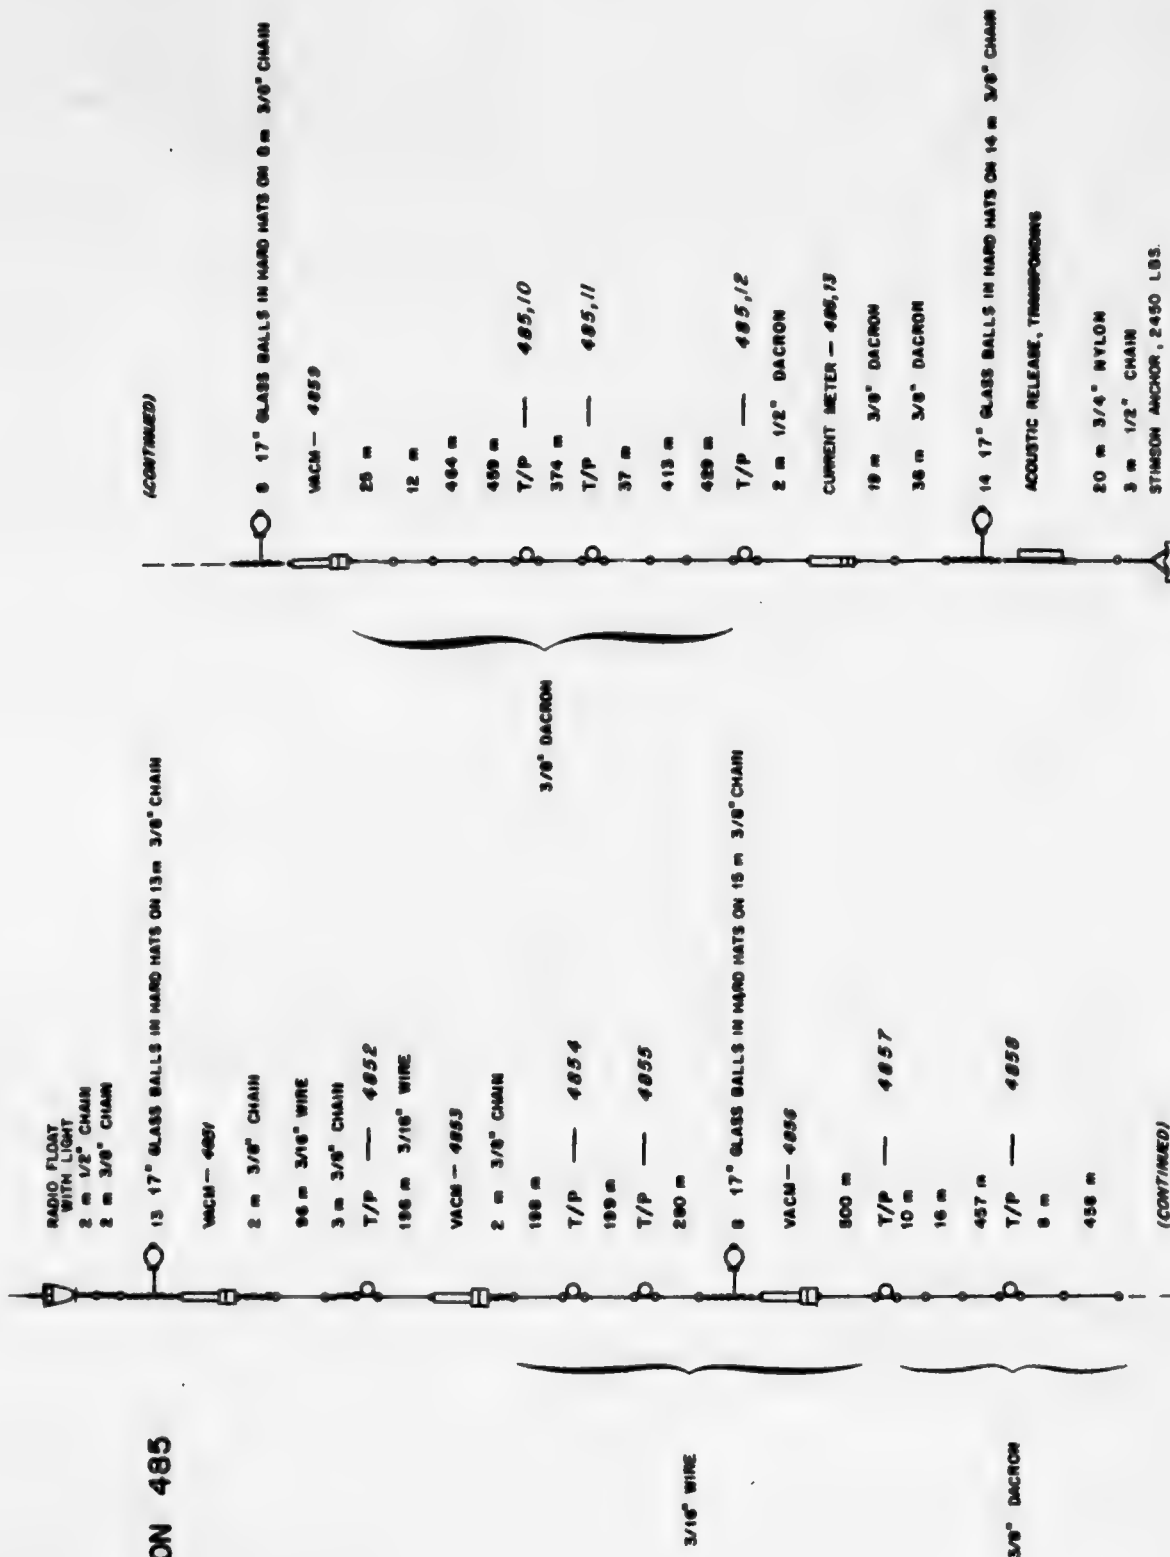 ON 485
RADIO FLOAT
WITH LIGHT
2 m 1/2" CHAIN
2 m 3/8" CHAIN
13 17" GLASS BALLS IN HARD HATS ON 13 m 3/8" CHAIN
VACM — 4851
2 m 3/8" CHAIN
96 m 3/16" WIRE
3 m 3/8" CHAIN
T/P — 4852
196 m 3/16" WIRE
VACM — 4853
2 m 3/8" CHAIN
198 m
T/P — 4854
199 m
T/P — 4855
280 m
3/16" WIRE
8 17" GLASS BALLS IN HARD HATS ON 15 m 3/8" CHAIN
VACM — 4856
500 m
T/P — 4857
10 m
16 m
457 m
T/P — 4858
8 m
458 m
3/8" DACRON
(CONTINUED)
(CONTINUED)
17" GLASS BALLS IN HARD HATS ON m 3/8" CHAIN
VACM — 4859
25 m
12 m
464 m
459 m
T/P — 485,10
374 m
T/P — 485,11
37 m
413 m
429 m
T/P — 485,12
3/8" DACRON
2 m 1/2" DACRON
CURRENT METER — 485,13
19 m 3/8" DACRON
36 m 3/8" DACRON
14 17" GLASS BALLS IN HARD HATS ON 14 m 3/8" CHAIN
ACOUSTIC RELEASE, TRANSPONDING
20 m 3/4" NYLON
3 m 1/2" CHAIN
STIMSON ANCHOR, 2450 LBS.